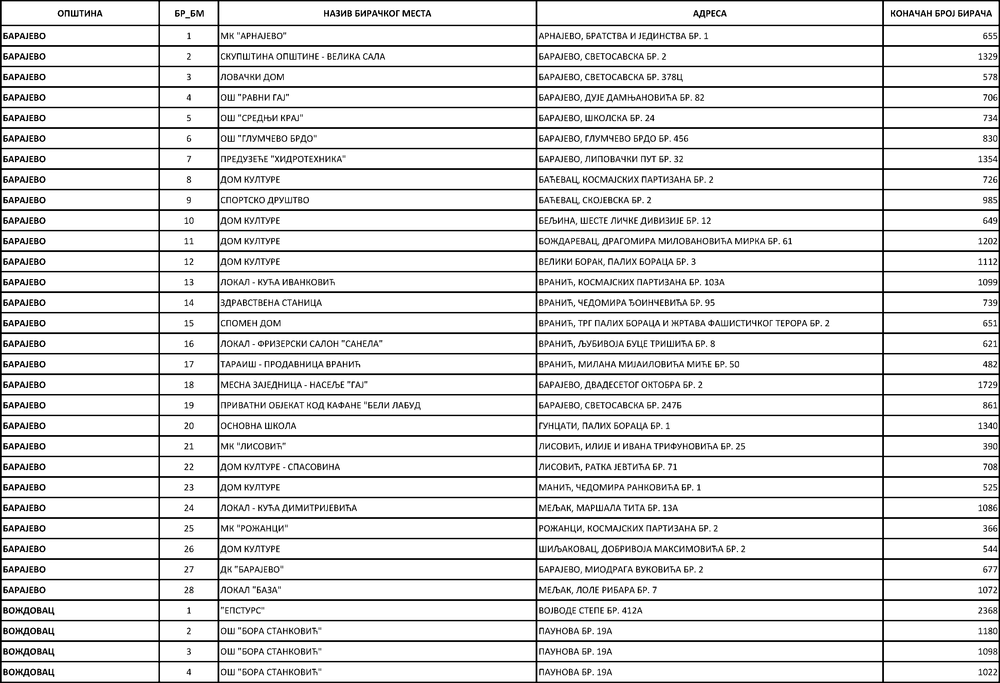 ОПШТИНА БР_БМ НАЗИВ БИРАЧКОГ МЕСТА АДРЕСА КОНАЧАН БРОЈ БИРАЧА
БАРАЈЕВО 1 МК "АРНАЈЕВО" АРНАЈЕВО, БРАТСТВА И ЈЕДИНСТВА БР. 1 655
БАРАЈЕВО 2 СКУПШТИНА ОПШТИНЕ - ВЕЛИКА САЛА БАРАЈЕВО, СВЕТОСАВСКА БР. 2 1329
БАРАЈЕВО 3 ЛОВАЧКИ ДОМ БАРАЈЕВО, СВЕТОСАВСКА БР. 378Ц 578
БАРАЈЕВО 4 ОШ "РАВНИ ГАЈ" БАРАЈЕВО, ДУЈЕ ДАМЊАНОВИЋА БР. 82 706
БАРАЈЕВО 5 ОШ "СРЕДЊИ КРАЈ" БАРАЈЕВО, ШКОЛСКА БР. 24 734
БАРАЈЕВО 6 ОШ "ГЛУМЧЕВО БРДО" БАРАЈЕВО, ГЛУМЧЕВО БРДО БР. 456 830
БАРАЈЕВО 7 ПРЕДУЗЕЋЕ "ХИДРОТЕХНИКА" БАРАЈЕВО, ЛИПОВАЧКИ ПУТ БР. 32 1354
БАРАЈЕВО 8 ДОМ КУЛТУРЕ БАЋЕВАЦ, КОСМАЈСКИХ ПАРТИЗАНА БР. 2 726
БАРАЈЕВО 9 СПОРТСКО ДРУШТВО БАЋЕВАЦ, СКОЈЕВСКА БР. 2 985
БАРАЈЕВО 10 ДОМ КУЛТУРЕ БЕЉИНА, ШЕСТЕ ЛИЧКЕ ДИВИЗИЈЕ БР. 12 649
БАРАЈЕВО 11 ДОМ КУЛТУРЕ БОЖДАРЕВАЦ, ДРАГОМИРА МИЛОВАНОВИЋА МИРКА БР. 61 1202
БАРАЈЕВО 12 ДОМ КУЛТУРЕ ВЕЛИКИ БОРАК, ПАЛИХ БОРАЦА БР. 3 1112
БАРАЈЕВО 13 ЛОКАЛ - КУЋА ИВАНКОВИЋ ВРАНИЋ, КОСМАЈСКИХ ПАРТИЗАНА БР. 103А 1099
БАРАЈЕВО 14 ЗДРАВСТВЕНА СТАНИЦА ВРАНИЋ, ЧЕДОМИРА ЂОИНЧЕВИЋА БР. 95 739
БАРАЈЕВО 15 СПОМЕН ДОМ ВРАНИЋ, ТРГ ПАЛИХ БОРАЦА И ЖРТАВА ФАШИСТИЧКОГ ТЕРОРА БР. 2 651
БАРАЈЕВО 16 ЛОКАЛ - ФРИЗЕРСКИ САЛОН "САНЕЛА" ВРАНИЋ, ЉУБИВОЈА БУЦЕ ТРИШИЋА БР. 8 621
БАРАЈЕВО 17 ТАРАИШ - ПРОДАВНИЦА ВРАНИЋ ВРАНИЋ, МИЛАНА МИЈАИЛОВИЋА МИЋЕ БР. 50 482
БАРАЈЕВО 18 МЕСНА ЗАЈЕДНИЦА - НАСЕЉЕ "ГАЈ" БАРАЈЕВО, ДВАДЕСЕТОГ ОКТОБРА БР. 2 1729
БАРАЈЕВО 19 ПРИВАТНИ ОБЈЕКАТ КОД КАФАНЕ "БЕЛИ ЛАБУД БАРАЈЕВО, СВЕТОСАВСКА БР. 247Б 861
БАРАЈЕВО 20 ОСНОВНА ШКОЛА ГУНЦАТИ, ПАЛИХ БОРАЦА БР. 1 1340
БАРАЈЕВО 21 МК "ЛИСОВИЋ" ЛИСОВИЋ, ИЛИЈЕ И ИВАНА ТРИФУНОВИЋА БР. 25 390
БАРАЈЕВО 22 ДОМ КУЛТУРЕ - СПАСОВИНА ЛИСОВИЋ, РАТКА ЈЕВТИЋА БР. 71 708
БАРАЈЕВО 23 ДОМ КУЛТУРЕ МАНИЋ, ЧЕДОМИРА РАНКОВИЋА БР. 1 525
БАРАЈЕВО 24 ЛОКАЛ - КУЋА ДИМИТРИЈЕВИЋА МЕЉАК, МАРШАЛА ТИТА БР. 13А 1086
БАРАЈЕВО 25 МК "РОЖАНЦИ" РОЖАНЦИ, КОСМАЈСКИХ ПАРТИЗАНА БР. 2 366
БАРАЈЕВО 26 ДОМ КУЛТУРЕ ШИЉАКОВАЦ, ДОБРИВОЈА МАКСИМОВИЋА БР. 2 544
БАРАЈЕВО 27 ДК "БАРАЈЕВО" БАРАЈЕВО, МИОДРАГА ВУКОВИЋА БР. 2 677
БАРАЈЕВО 28 ЛОКАЛ "БАЗА" МЕЉАК, ЛОЛЕ РИБАРА БР. 7 1072
ВОЖДОВАЦ 1 "ЕПСТУРС" ВОЈВОДЕ СТЕПЕ БР. 412А 2368
ВОЖДОВАЦ 2 ОШ "БОРА СТАНКОВИЋ" ПАУНОВА БР. 19А 1180
ВОЖДОВАЦ 3 ОШ "БОРА СТАНКОВИЋ" ПАУНОВА БР. 19А 1098
ВОЖДОВАЦ 4 ОШ "БОРА СТАНКОВИЋ" ПАУНОВА БР. 19А 1022